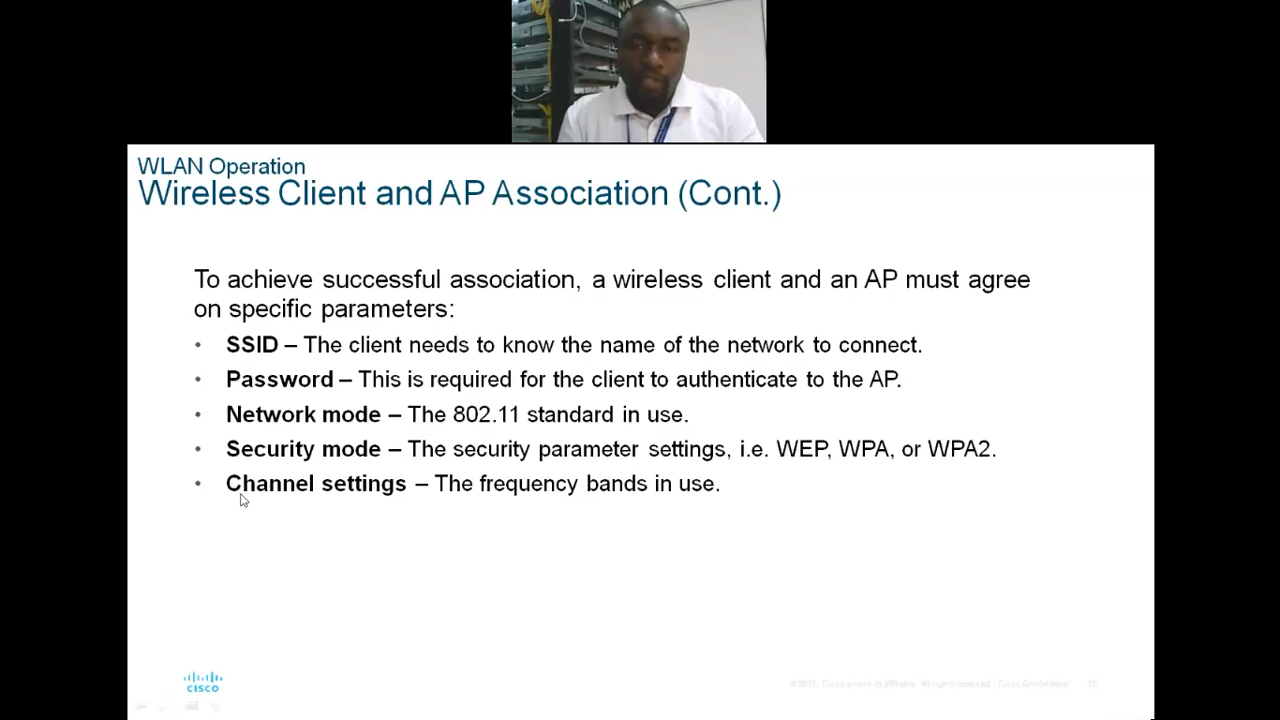 WLAN Operation
Wireless Client and AP Association (Cont.)
To achieve successful association, a wireless client and an AP must agree
on specific parameters:
• SSID – The client needs to know the name of the network to connect.
• Password – This is required for the client to authenticate to the AP.
• Network mode – The 802.11 standard in use.
• Security mode – The security parameter settings, i.e. WEP, WPA, or WPA2.
• Channel settings – The frequency bands in use.
CISCO